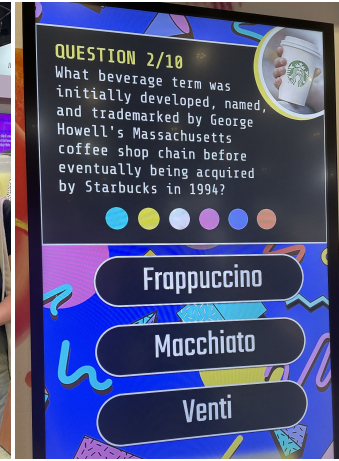 QUESTION 2/10
What beverage term was
initially developed, named,
and trademarked by George
Howell's Massachusetts
coffee shop chain before
eventually being acquired
by Starbucks in 1994?
Frappuccino
Macchiato
Venti